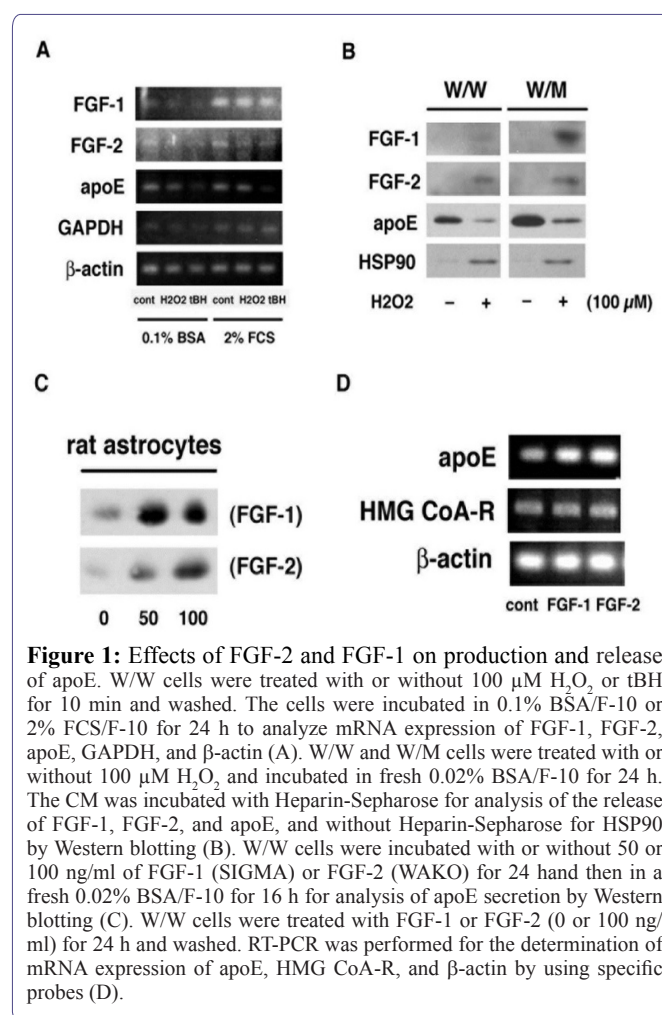 A
FGF-1
FGF-2
apoE
GAPDH
β-actin
cont H2O2 tBH cont H2O2 tBH
0.1% BSA 2% FCS
B
W/W W/M
FGF-1
FGF-2
apoE
HSP90
H2O2 – + – + (100 µM)
C
rat astrocytes
(FGF-1)
(FGF-2)
0 50 100
D
apoE
HMG CoA-R
β-actin
cont FGF-1 FGF-2
Figure 1: Effects of FGF-2 and FGF-1 on production and release
of apoE. W/W cells were treated with or without 100 µM H₂O₂ or tBH
for 10 min and washed. The cells were incubated in 0.1% BSA/F-10 or
2% FCS/F-10 for 24 h to analyze mRNA expression of FGF-1, FGF-2,
apoE, GAPDH, and β-actin (A). W/W and W/M cells were treated with or
without 100 µM H₂O₂ and incubated in fresh 0.02% BSA/F-10 for 24 h.
The CM was incubated with Heparin-Sepharose for analysis of the release
of FGF-1, FGF-2, and apoE, and without Heparin-Sepharose for HSP90
by Western blotting (B). W/W cells were incubated with or without 50 or
100 ng/ml of FGF-1 (SIGMA) or FGF-2 (WAKO) for 24 hand then in a
fresh 0.02% BSA/F-10 for 16 h for analysis of apoE secretion by Western
blotting (C). W/W cells were treated with FGF-1 or FGF-2 (0 or 100 ng/
ml) for 24 h and washed. RT-PCR was performed for the determination of
mRNA expression of apoE, HMG CoA-R, and β-actin by using specific
probes (D).